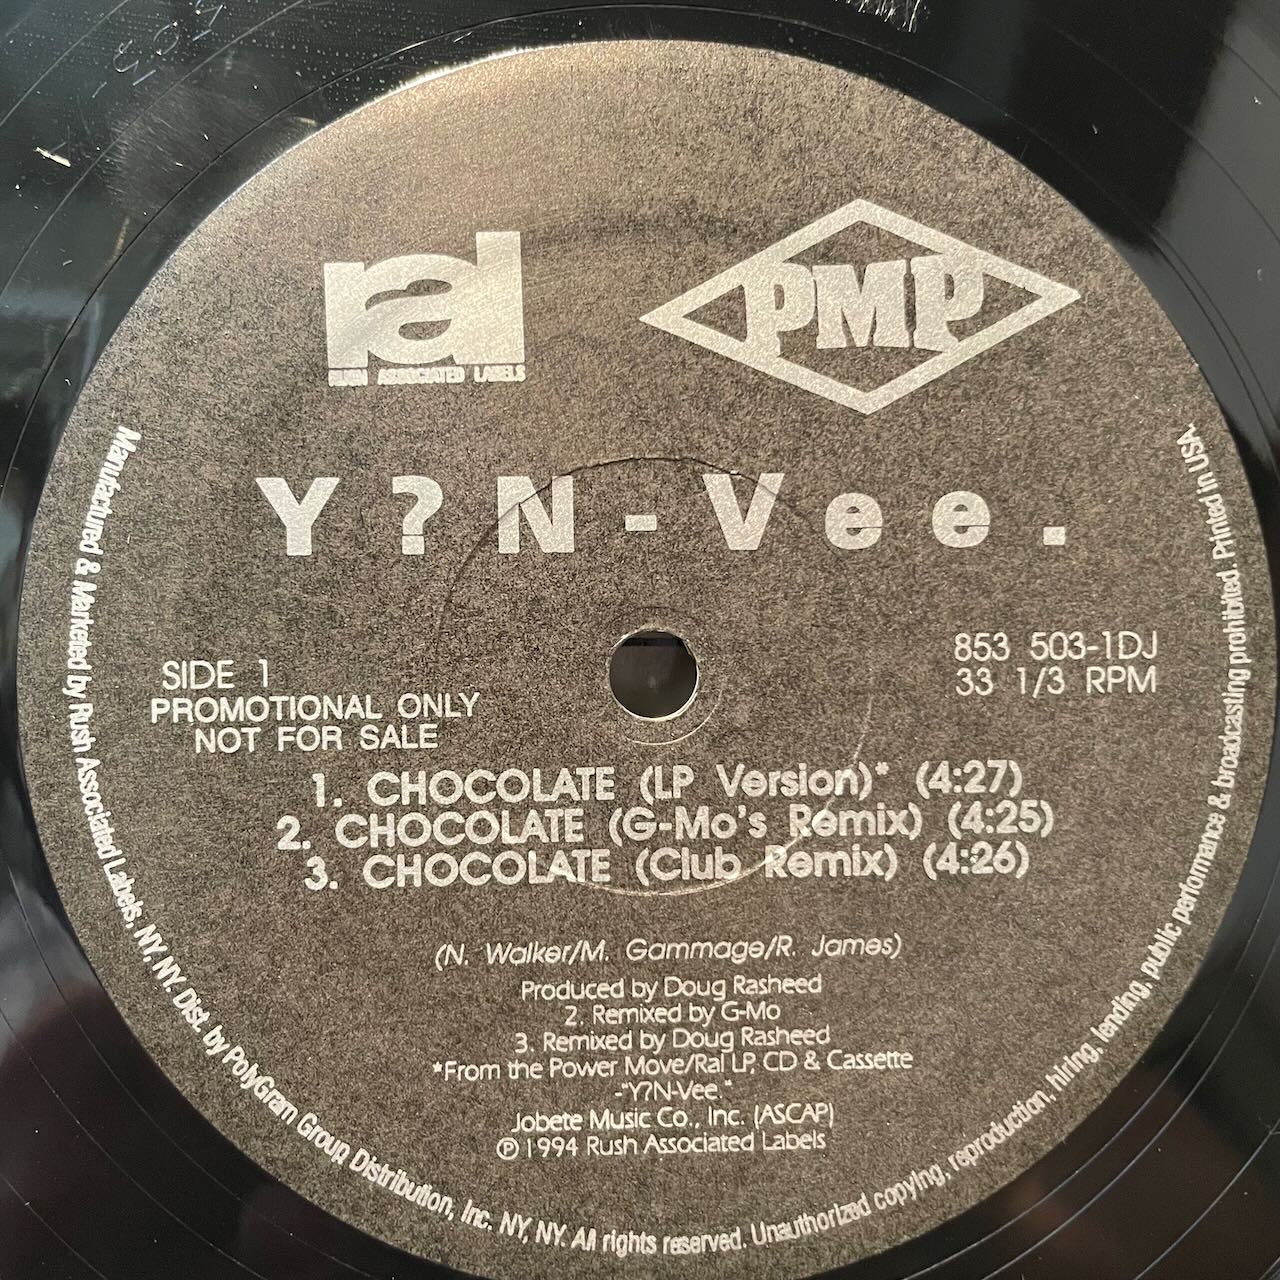 ral
RUSH ASSOCIATED LABELS
PMP
Y?N-Vee.
SIDE 1
PROMOTIONAL ONLY
NOT FOR SALE
853 503-1DJ
33 1/3 RPM
1. CHOCOLATE (LP Version)* (4:27)
2. CHOCOLATE (G-Mo's Remix) (4:25)
3. CHOCOLATE (Club Remix) (4:26)
(N. Walker/M. Gammage/R. James)
Produced by Doug Rasheed
2. Remixed by G-Mo
3. Remixed by Doug Rasheed
*From the Power Move/Ral LP, CD & Cassette
-"Y?N-Vee."
Jobete Music Co., Inc. (ASCAP)
℗ 1994 Rush Associated Labels
Manufactured & Marketed by Rush Associated Labels, NY, NY. Dist. by PolyGram Group Distribution, Inc. NY, NY. All rights reserved. Unauthorized copying, reproduction, hiring, lending, public performance & broadcasting prohibited. Printed in USA.